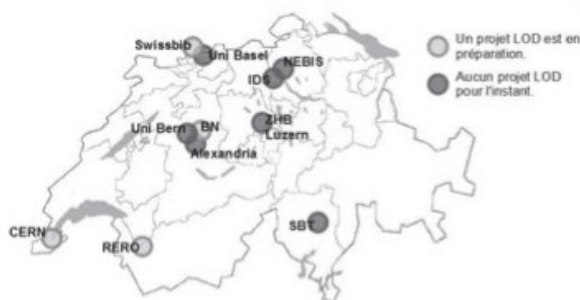 Swissbib
Uni Basel
NEBIS
IDS
Un projet LOD est en
préparation.
Aucun projet LOD
pour l'instant.
Uni Bern
BN
ZHB
Luzern
Alexandria
CERN
RERO
SBT